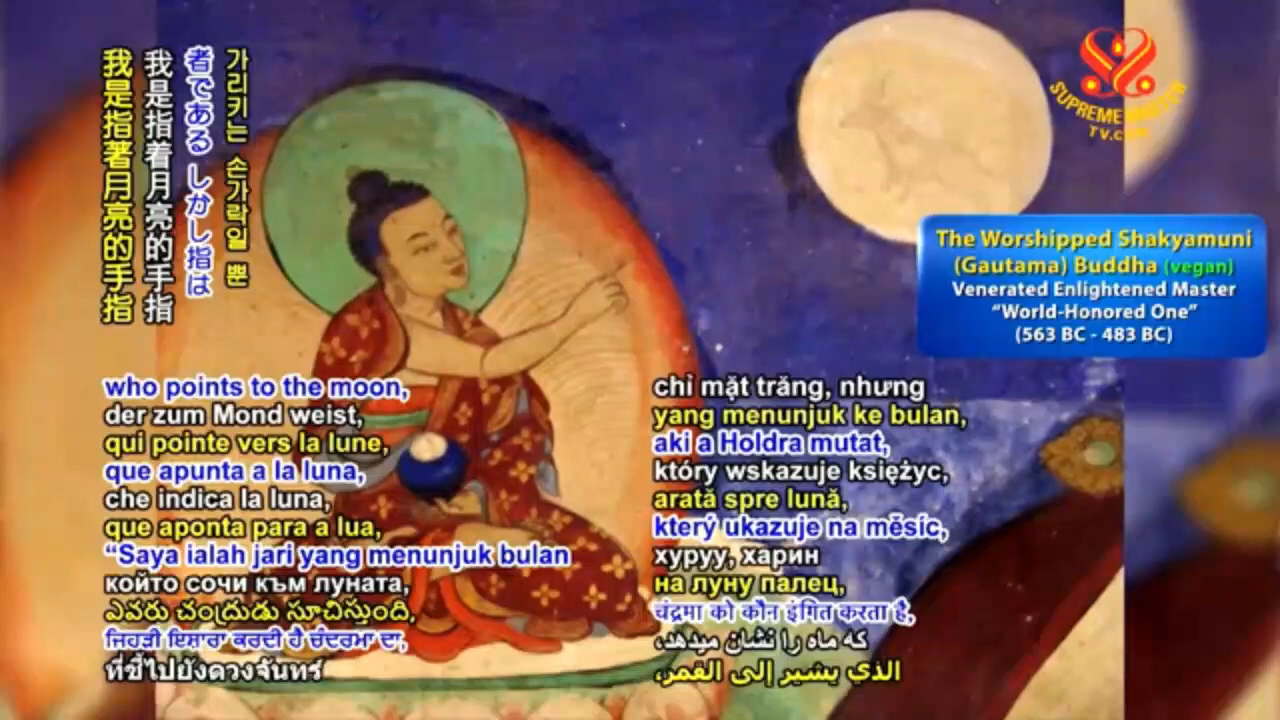 我是指著月亮的手指
我是指着月亮的手指
者である しかし指は
가리키는 손가락일 뿐
SUPREME MASTER
TV.COM
The Worshipped Shakyamuni
(Gautama) Buddha (vegan)
Venerated Enlightened Master
“World-Honored One”
(563 BC - 483 BC)
who points to the moon,
der zum Mond weist,
qui pointe vers la lune,
que apunta a la luna,
che indica la luna,
que aponta para a lua,
“Saya ialah jari yang menunjuk bulan
който сочи към луната,
ఎవరు చంద్రుడు సూచిస్తుంది,
ਜਿਹੜੀ ਇਸ਼ਾਰਾ ਕਰਦੀ ਹੈ ਚੰਦਰਮਾ ਦਾ,
ที่ชี้ไปยังดวงจันทร์
chỉ mặt trăng, nhưng
yang menunjuk ke bulan,
aki a Holdra mutat,
który wskazuje księżyc,
arată spre lună,
který ukazuje na měsíc,
хуруу, харин
на луну палец,
चंद्रमा को कौन इंगित करता है,
که ماه را نشان میدهد،
الذي يشير إلى القمر،